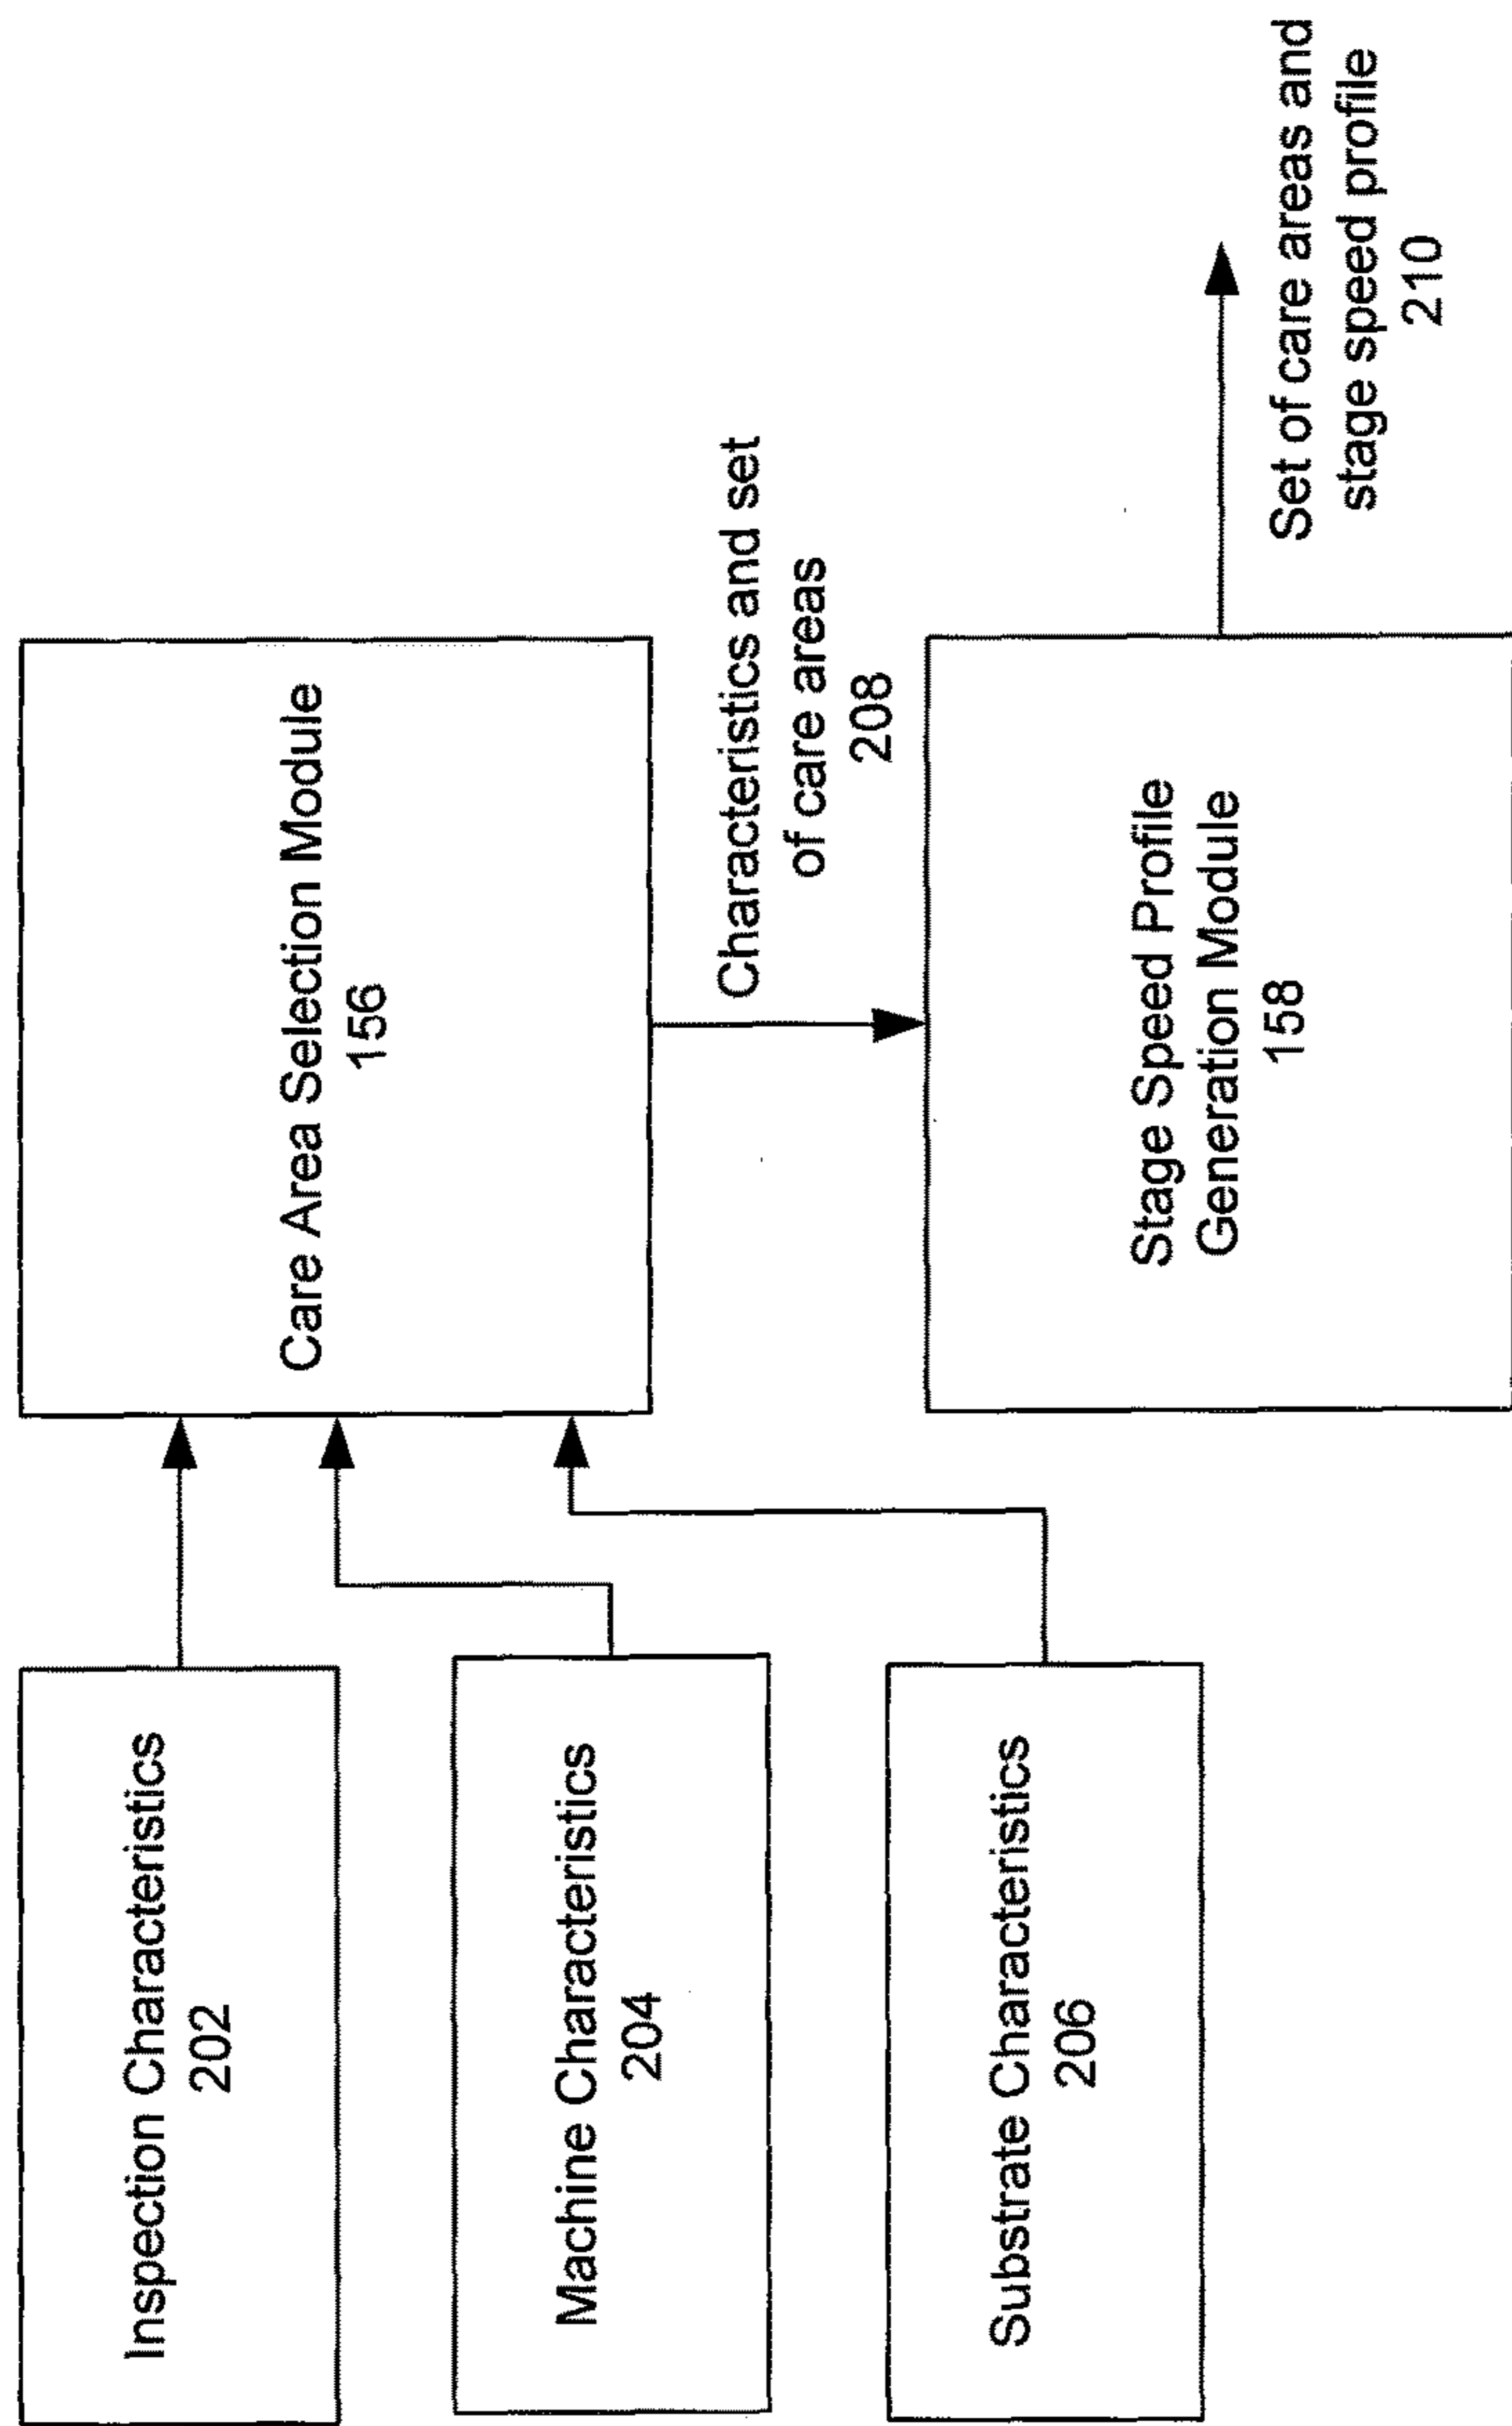 Inspection Characteristics
202
Machine Characteristics
204
Substrate Characteristics
206
Care Area Selection Module
156
Characteristics and set
of care areas
208
Stage Speed Profile
Generation Module
158
Set of care areas and
stage speed profile
210